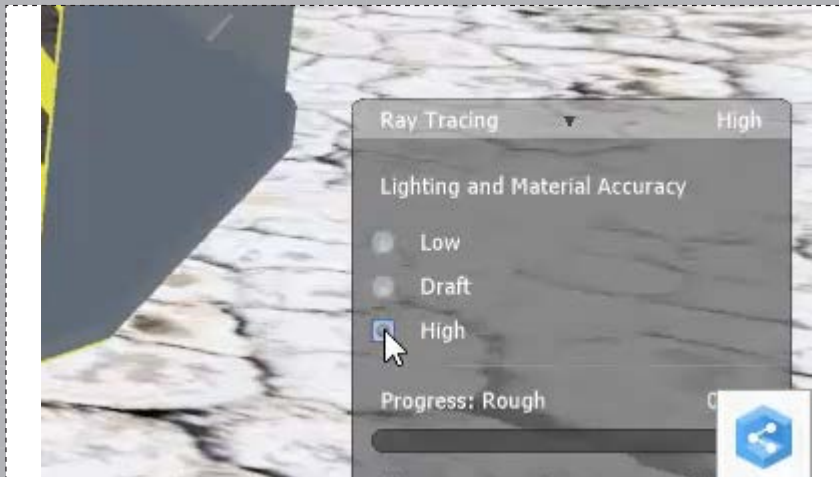 Ray Tracing High
Lighting and Material Accuracy
Low
Draft
High
Progress: Rough